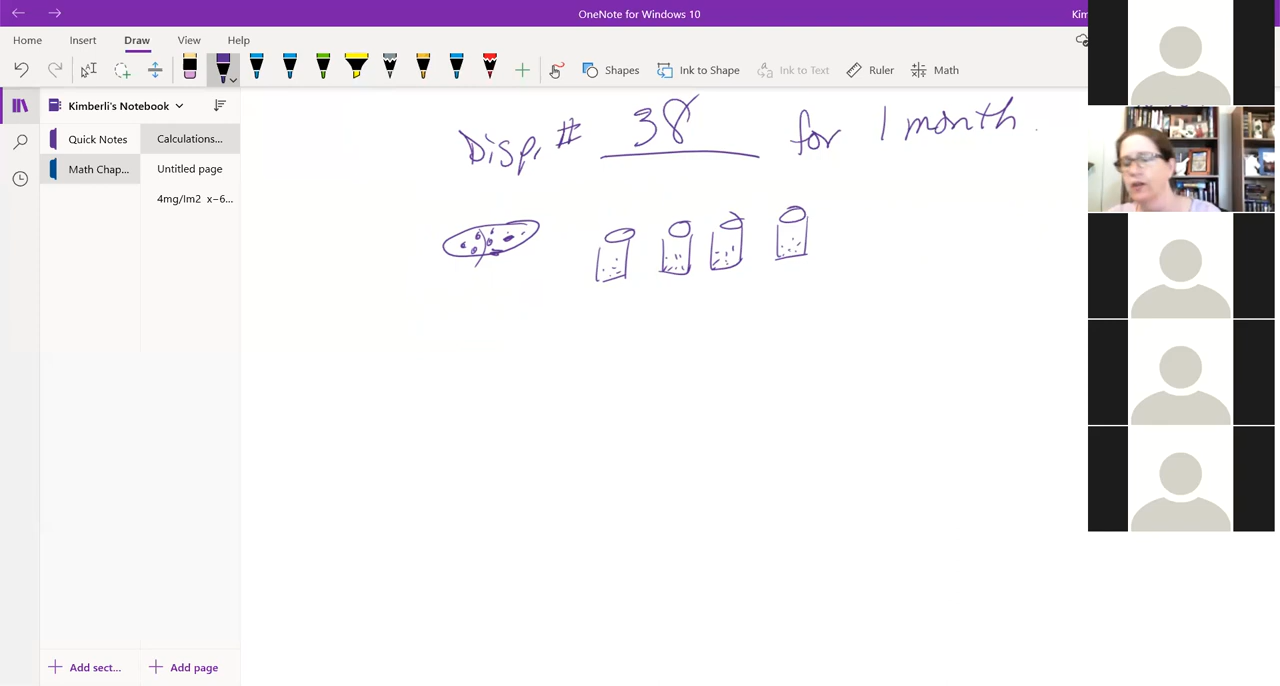 OneNote for Windows 10
Kim
Home Insert Draw View Help
Shapes Ink to Shape Ink to Text Ruler Math
Kimberli's Notebook
Quick Notes
Math Chap...
Calculations...
Untitled page
4mg/lm2 x–6...
Disp. # 38 for 1 month.
Add sect... Add page